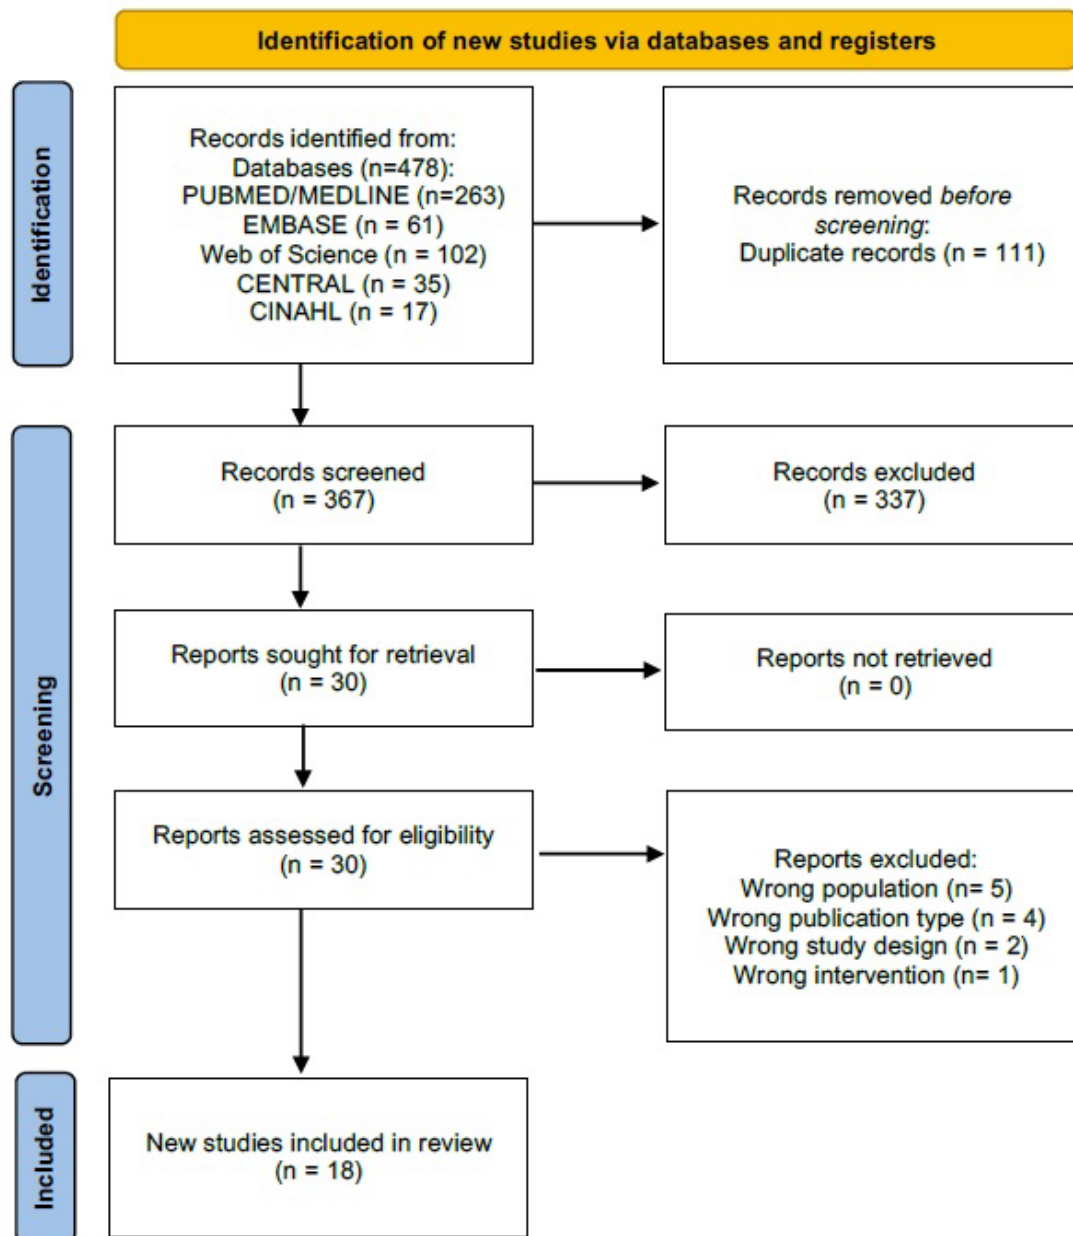 Identification of new studies via databases and registers
Identification
Records identified from:
Databases (n=478):
PUBMED/MEDLINE (n=263)
EMBASE (n = 61)
Web of Science (n = 102)
CENTRAL (n = 35)
CINAHL (n = 17)
Records removed before
screening:
Duplicate records (n = 111)
Screening
Records screened
(n = 367)
Records excluded
(n = 337)
Reports sought for retrieval
(n = 30)
Reports not retrieved
(n = 0)
Reports assessed for eligibility
(n = 30)
Reports excluded:
Wrong population (n= 5)
Wrong publication type (n = 4)
Wrong study design (n = 2)
Wrong intervention (n= 1)
Included
New studies included in review
(n = 18)